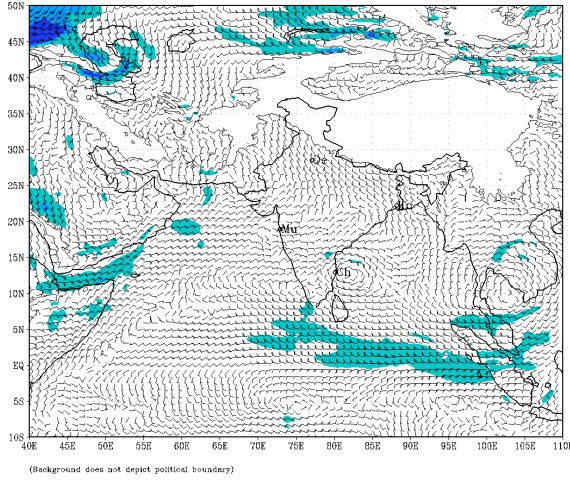 50N
45N
40N
35N
30N
25N
20N
15N
10N
5N
EQ
5S
10S
De
Mu
Ch
40E 45E 50E 55E 60E 65E 70E 75E 80E 85E 90E 95E 100E 105E 110E
(Background does not depict political boundary)